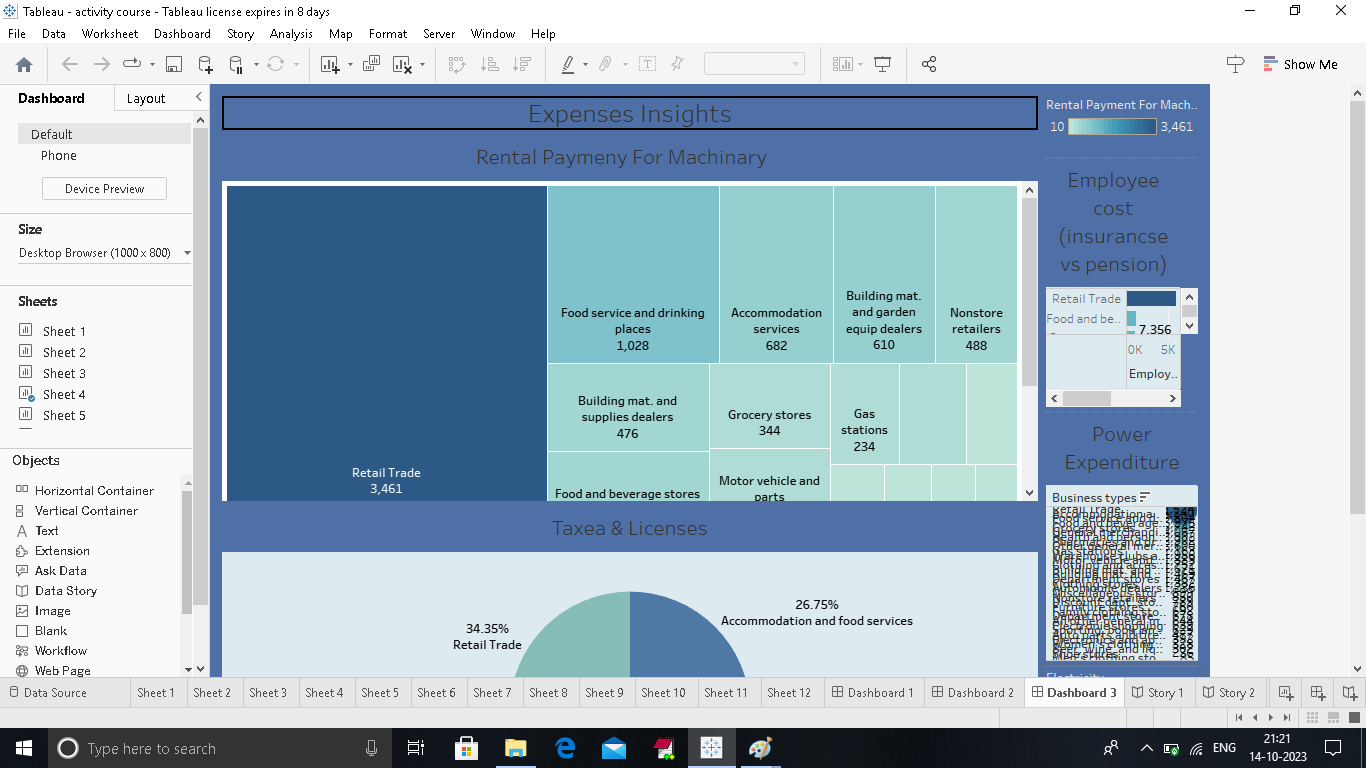 Tableau - activity course - Tableau license expires in 8 days
File Data Worksheet Dashboard Story Analysis Map Format Server Window Help
Show Me
Dashboard Layout
Default
Phone
Device Preview
Size
Desktop Browser (1000 x 800)
Sheets
Sheet 1
Sheet 2
Sheet 3
Sheet 4
Sheet 5
Objects
Horizontal Container
Vertical Container
Text
Extension
Ask Data
Data Story
Image
Blank
Workflow
Web Page
Expenses Insights
Rental Paymeny For Machinary
Retail Trade
3,461
Food service and drinking
places
1,028
Accommodation
services
682
Building mat.
and garden
equip dealers
610
Nonstore
retailers
488
Building mat. and
supplies dealers
476
Grocery stores
344
Gas
stations
234
Food and beverage stores
Motor vehicle and
parts
Taxea & Licenses
34.35%
Retail Trade
26.75%
Accommodation and food services
Rental Payment For Mach..
10 3,461
Employee
cost
(insurancse
vs pension)
Retail Trade
Food and be..
7,356
0K 5K
Employ..
Power
Expenditure
Business types
Department stores
Furniture stores
Electricity
Data Source Sheet 1 Sheet 2 Sheet 3 Sheet 4 Sheet 5 Sheet 6 Sheet 7 Sheet 8 Sheet 9 Sheet 10 Sheet 11 Sheet 12 Dashboard 1 Dashboard 2 Dashboard 3 Story 1 Story 2
Type here to search
ENG
21:21
14-10-2023